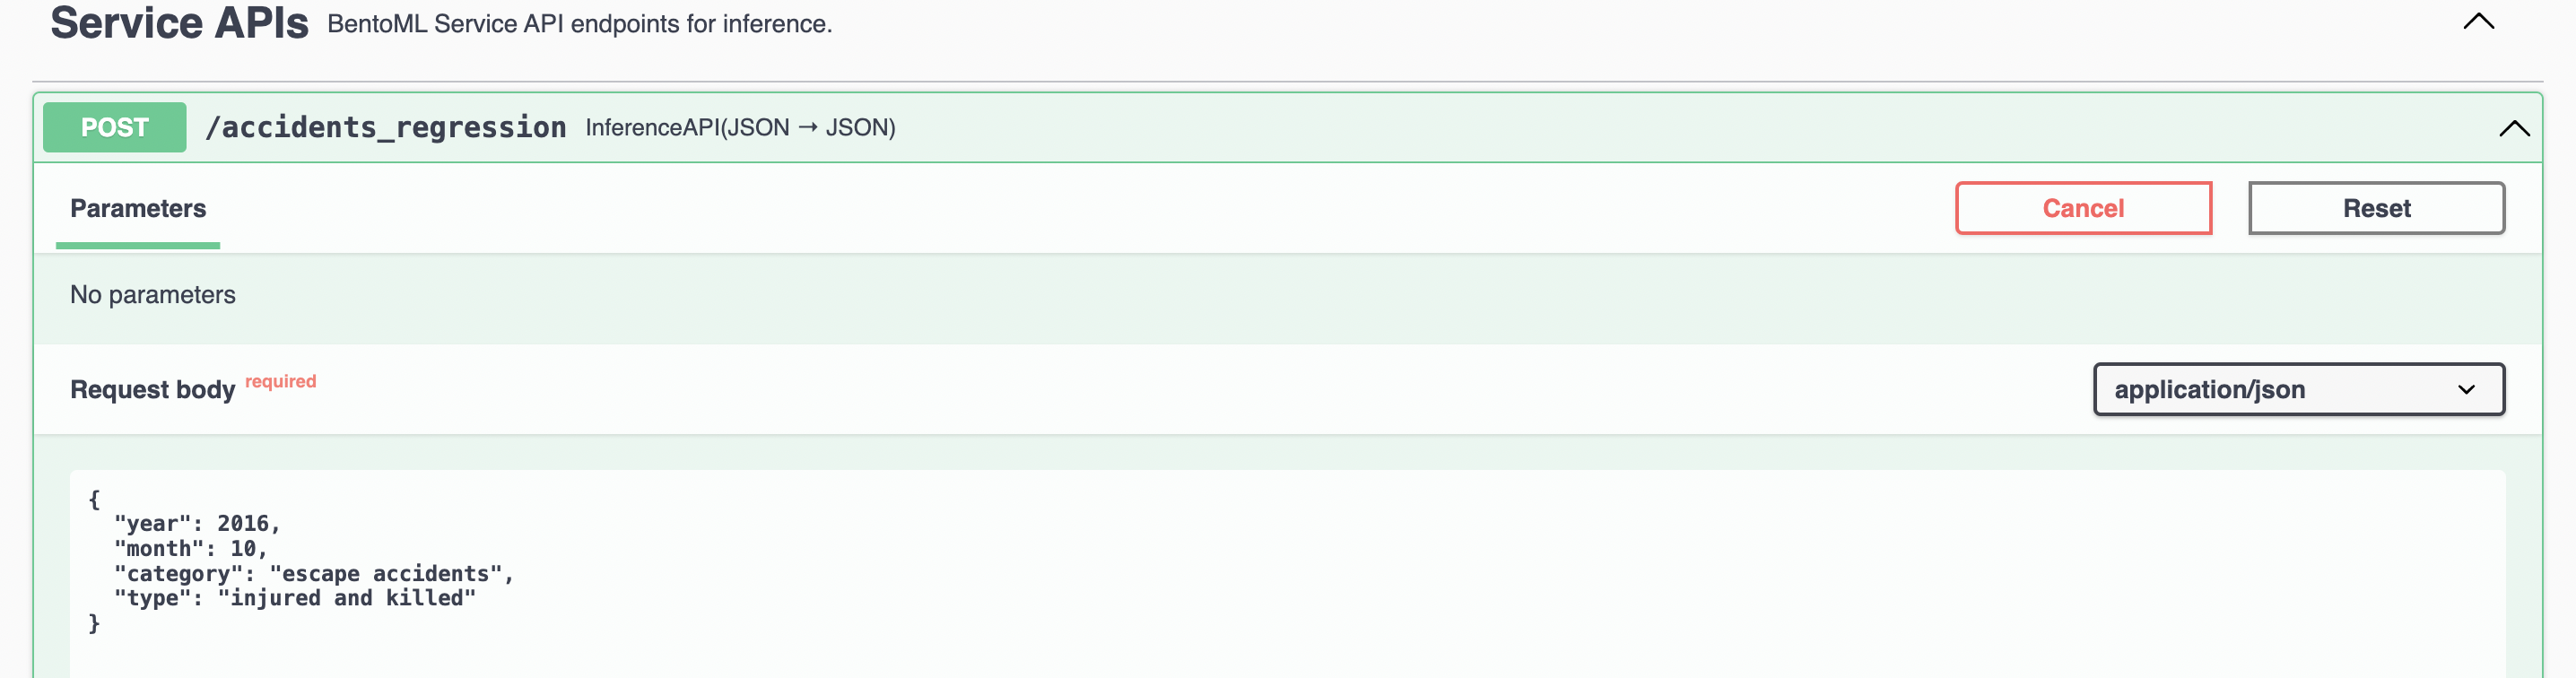 Service APIs BentoML Service API endpoints for inference.
POST /accidents_regression InferenceAPI(JSON → JSON)
Parameters Cancel Reset
No parameters
Request body required application/json
{
  "year": 2016,
  "month": 10,
  "category": "escape accidents",
  "type": "injured and killed"
}